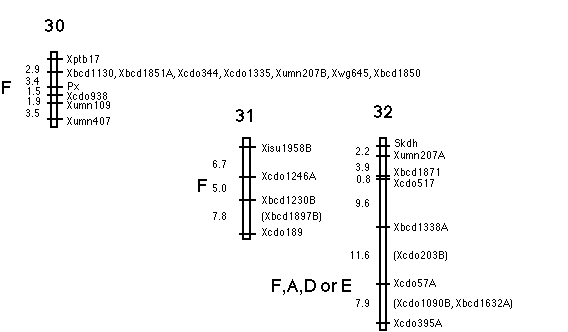 30
Xptb17
2.9
Xbcd1130, Xbcd1851A, Xcdo344, Xcdo1335, Xumn207B, Xwg645, Xbcd1850
3.4
F
Px
1.5
Xcdo938
1.9
Xumn109
3.5
Xumn407
31
Xisu1958B
6.7
Xcdo1246A
F
5.0
Xbcd1230B
7.8
(Xbcd1897B)
Xcdo189
32
Skdh
2.2
Xumn207A
3.9
Xbcd1871
0.8
Xcdo517
9.6
Xbcd1338A
11.6
(Xcdo203B)
F,A,D or E
Xcdo57A
7.9
(Xcdo1090B, Xbcd1632A)
Xcdo395A